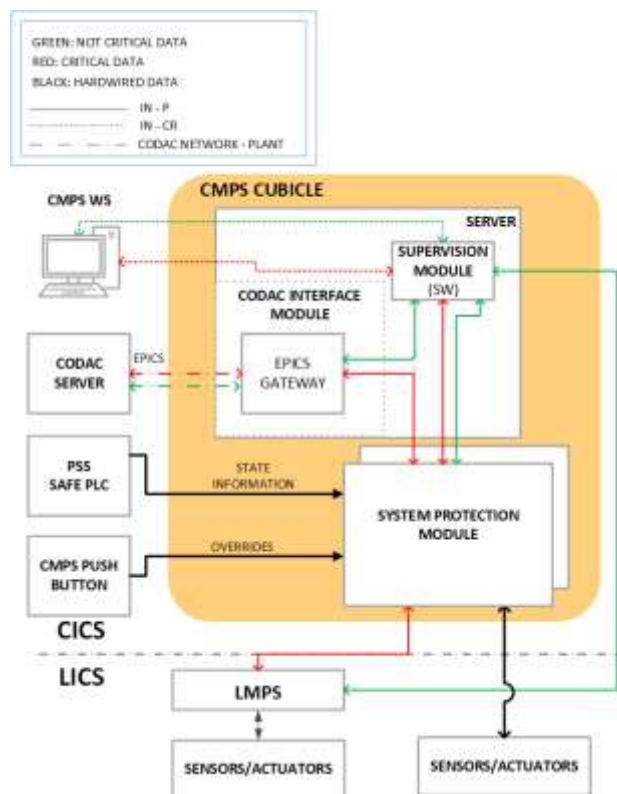 GREEN: NOT CRITICAL DATA
RED: CRITICAL DATA
BLACK: HARDWIRED DATA
IN - P
IN - CR
CODAC NETWORK - PLANT
CMPS WS
CMPS CUBICLE
SERVER
SUPERVISION
MODULE
(SW)
CODAC INTERFACE
MODULE
EPICS
GATEWAY
CODAC
SERVER
EPICS
PSS
SAFE PLC
STATE
INFORMATION
SYSTEM PROTECTION
MODULE
CMPS PUSH
BUTTON
OVERRIDES
CICS
LICS
LMPS
SENSORS/ACTUATORS
SENSORS/ACTUATORS